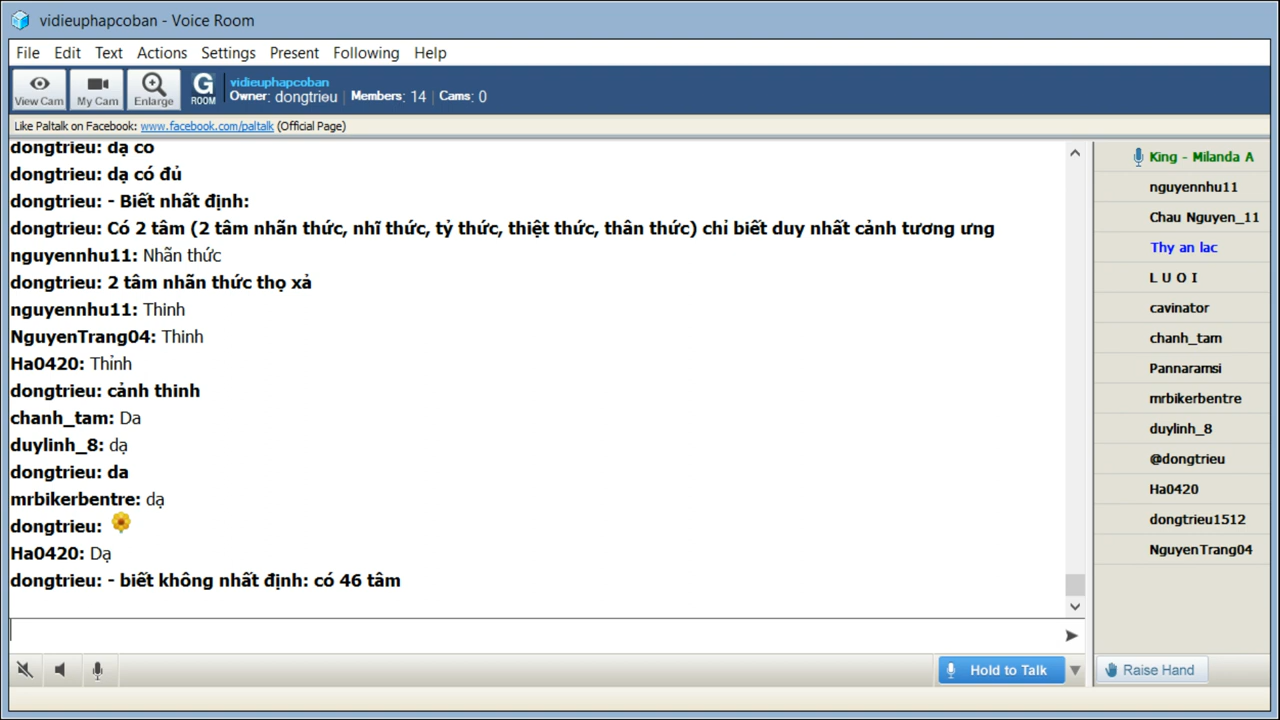 vidieuphapcoban - Voice Room
File Edit Text Actions Settings Present Following Help
View Cam
My Cam
Enlarge
G
ROOM
vidieuphapcoban
Owner: dongtrieu | Members: 14 | Cams: 0
Like Paltalk on Facebook: www.facebook.com/paltalk (Official Page)
dongtrieu: dạ có
dongtrieu: dạ có đủ
dongtrieu: - Biết nhất định:
dongtrieu: Có 2 tâm (2 tâm nhãn thức, nhĩ thức, tỷ thức, thiệt thức, thân thức) chỉ biết duy nhất cảnh tương ưng
nguyennhu11: Nhãn thức
dongtrieu: 2 tâm nhãn thức thọ xả
nguyennhu11: Thinh
NguyenTrang04: Thinh
Ha0420: Thỉnh
dongtrieu: cảnh thinh
chanh_tam: Da
duylinh_8: dạ
dongtrieu: da
mrbikerbentre: dạ
dongtrieu:
Ha0420: Dạ
dongtrieu: - biết không nhất định: có 46 tâm
King - Milanda A
nguyennhu11
Chau Nguyen_11
Thy an lac
L U O I
cavinator
chanh_tam
Pannaramsi
mrbikerbentre
duylinh_8
@dongtrieu
Ha0420
dongtrieu1512
NguyenTrang04
Hold to Talk
Raise Hand